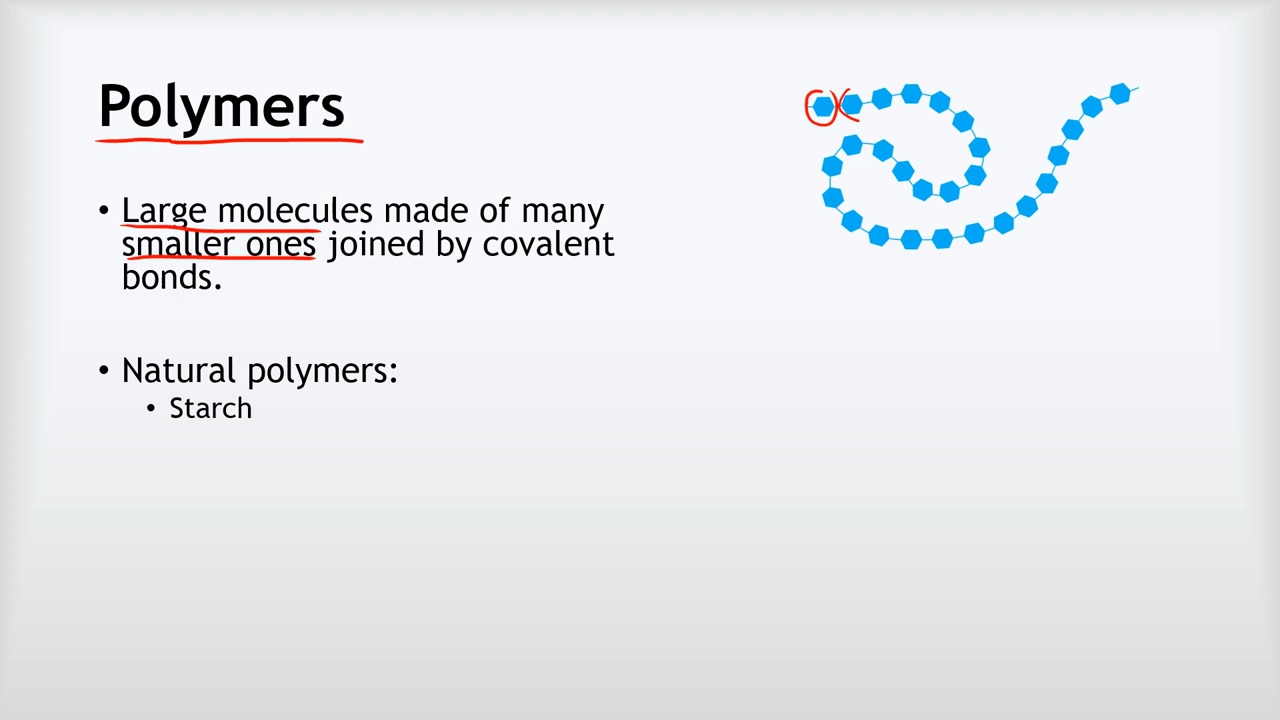 Polymers
• Large molecules made of many
smaller ones joined by covalent
bonds.
• Natural polymers:
• Starch